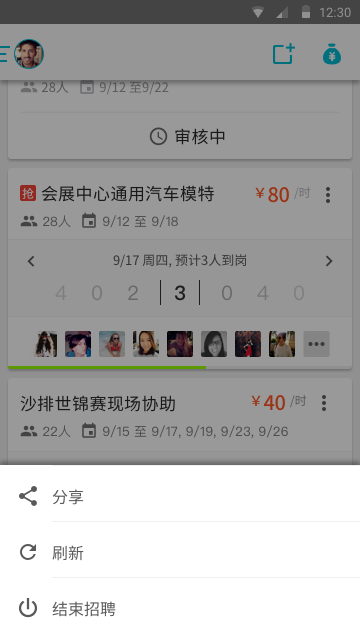 12:30
28人 9/12 至9/22
审核中
抢 会展中心通用汽车模特 ￥80 /时
28人 9/12 至 9/18
9/17 周四, 预计3人到岗
4 0 2 3 0 4 0
沙排世锦赛现场协助 ￥40 /时
22人 9/15 至 9/17, 9/19, 9/23, 9/26
分享
刷新
结束招聘